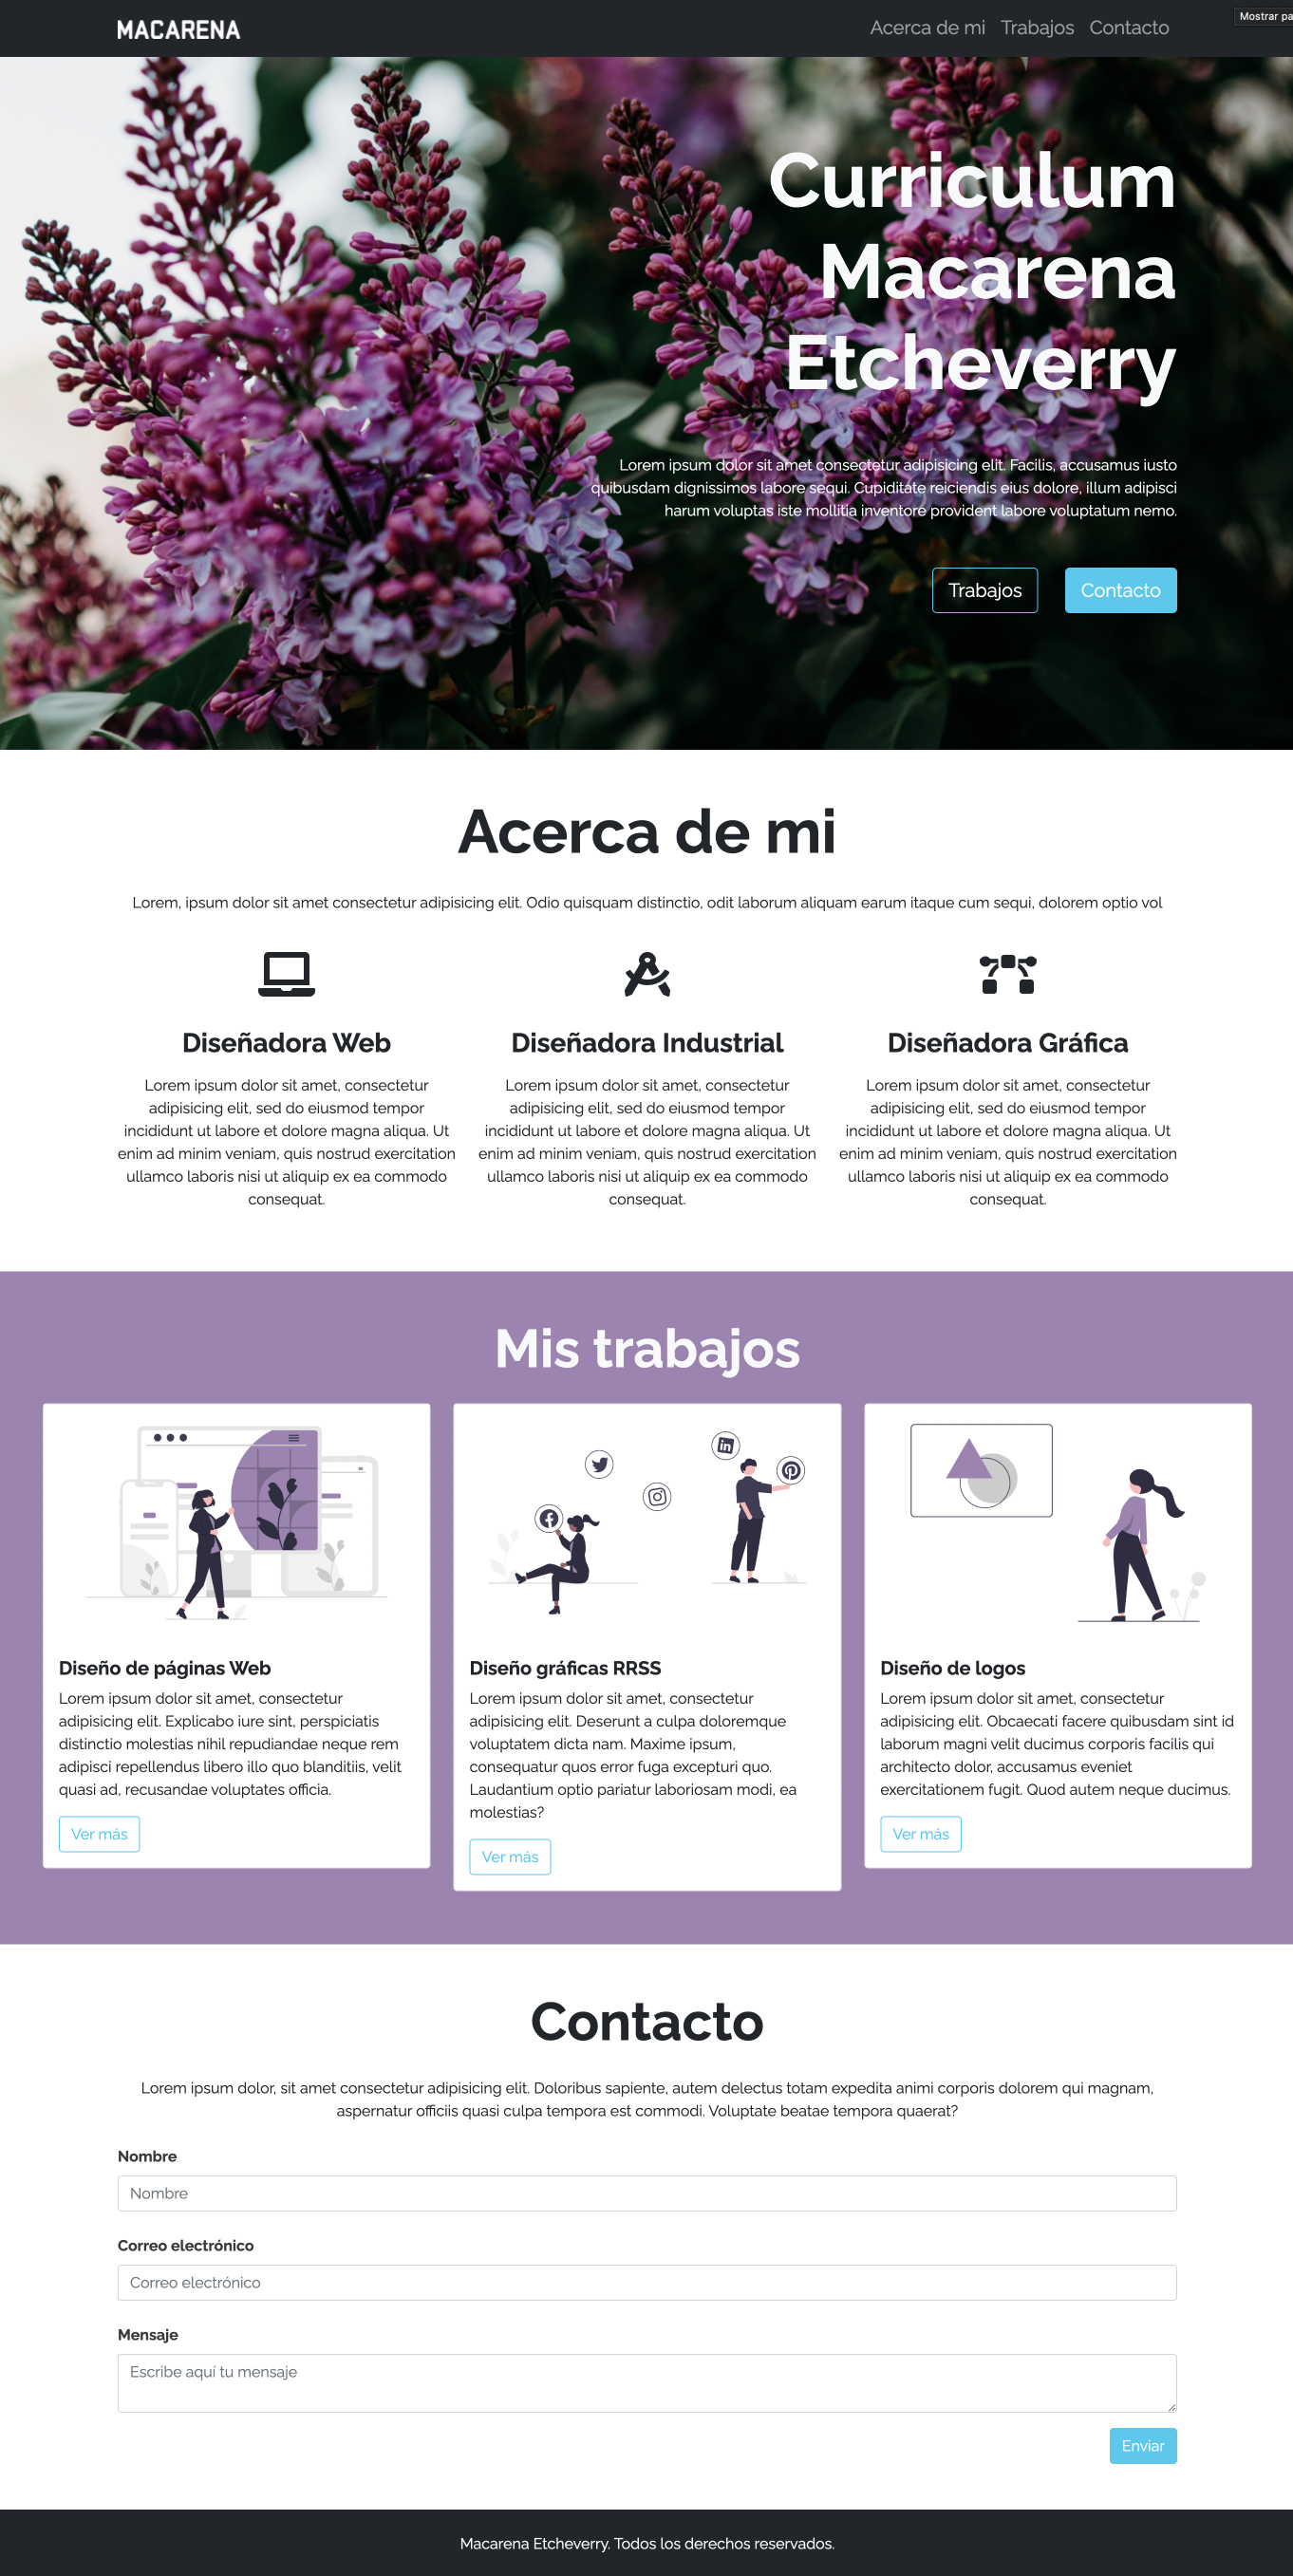 MACARENA
Acerca de mi Trabajos Contacto
Mostrar pa
Curriculum
Macarena
Etcheverry
Lorem ipsum dolor sit amet consectetur adipisicing elit. Facilis, accusamus iusto
quibusdam dignissimos labore sequi. Cupiditate reiciendis eius dolore, illum adipisci
harum voluptas iste mollitia inventore provident labore voluptatum nemo.
Trabajos Contacto
Acerca de mi
Lorem, ipsum dolor sit amet consectetur adipisicing elit. Odio quisquam distinctio, odit laborum aliquam earum itaque cum sequi, dolorem optio vol
Diseñadora Web
Lorem ipsum dolor sit amet, consectetur
adipisicing elit, sed do eiusmod tempor
incididunt ut labore et dolore magna aliqua. Ut
enim ad minim veniam, quis nostrud exercitation
ullamco laboris nisi ut aliquip ex ea commodo
consequat.
Diseñadora Industrial
Lorem ipsum dolor sit amet, consectetur
adipisicing elit, sed do eiusmod tempor
incididunt ut labore et dolore magna aliqua. Ut
enim ad minim veniam, quis nostrud exercitation
ullamco laboris nisi ut aliquip ex ea commodo
consequat.
Diseñadora Gráfica
Lorem ipsum dolor sit amet, consectetur
adipisicing elit, sed do eiusmod tempor
incididunt ut labore et dolore magna aliqua. Ut
enim ad minim veniam, quis nostrud exercitation
ullamco laboris nisi ut aliquip ex ea commodo
consequat.
Mis trabajos
Diseño de páginas Web
Lorem ipsum dolor sit amet, consectetur
adipisicing elit. Explicabo iure sint, perspiciatis
distinctio molestias nihil repudiandae neque rem
adipisci repellendus libero illo quo blanditiis, velit
quasi ad, recusandae voluptates officia.
Ver más
Diseño gráficas RRSS
Lorem ipsum dolor sit amet, consectetur
adipisicing elit. Deserunt a culpa doloremque
voluptatem dicta nam. Maxime ipsum,
consequatur quos error fuga excepturi quo.
Laudantium optio pariatur laboriosam modi, ea
molestias?
Ver más
Diseño de logos
Lorem ipsum dolor sit amet, consectetur
adipisicing elit. Obcaecati facere quibusdam sint id
laborum magni velit ducimus corporis facilis qui
architecto dolor, accusamus eveniet
exercitationem fugit. Quod autem neque ducimus.
Ver más
Contacto
Lorem ipsum dolor, sit amet consectetur adipisicing elit. Doloribus sapiente, autem delectus totam expedita animi corporis dolorem qui magnam,
aspernatur officiis quasi culpa tempora est commodi. Voluptate beatae tempora quaerat?
Nombre
Nombre
Correo electrónico
Correo electrónico
Mensaje
Escribe aquí tu mensaje
Enviar
Macarena Etcheverry. Todos los derechos reservados.